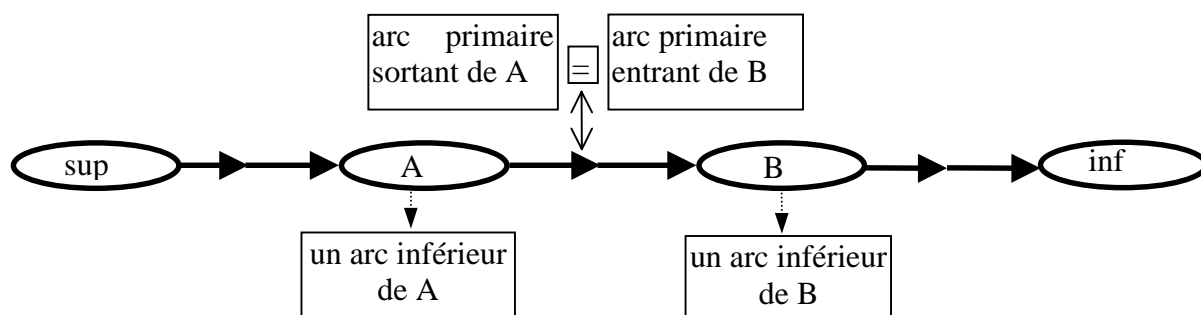 arc primaire
sortant de A
=
arc primaire
entrant de B
sup
A
B
inf
un arc inférieur
de A
un arc inférieur
de B